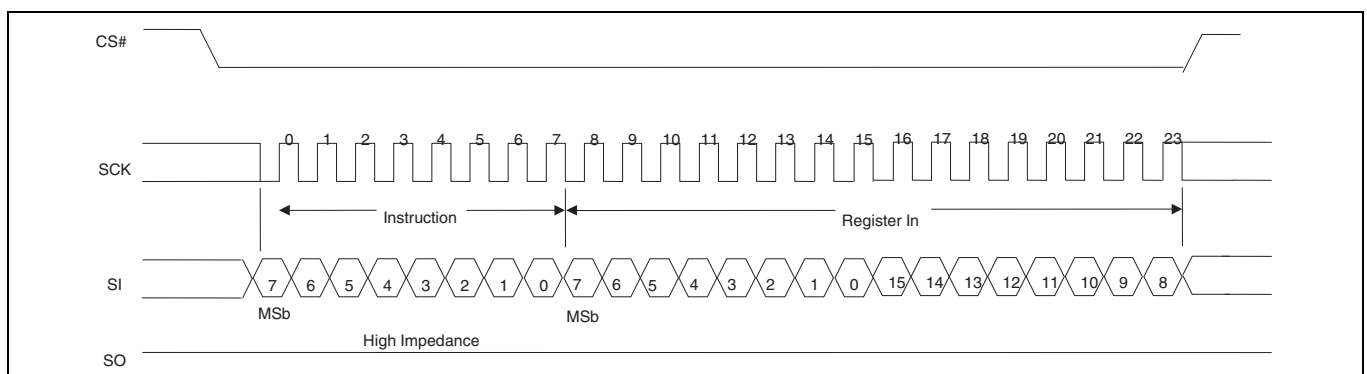 CS#
0 1 2 3 4 5 6 7 8 9 10 11 12 13 14 15 16 17 18 19 20 21 22 23
SCK
Instruction
Register In
SI
7 6 5 4 3 2 1 0 7 6 5 4 3 2 1 0 15 14 13 12 11 10 9 8
MSb MSb
High Impedance
SO